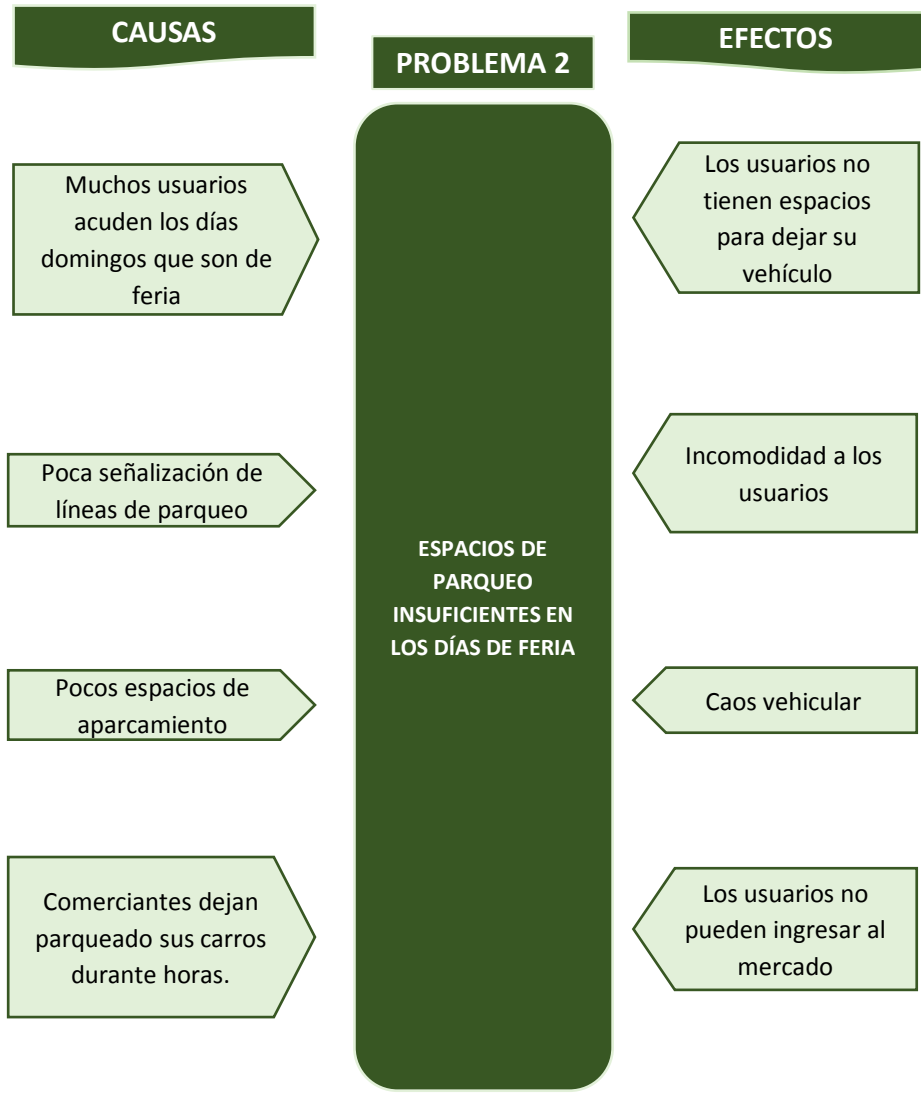 CAUSAS
PROBLEMA 2
EFECTOS
Muchos usuarios
acuden los días
domingos que son de
feria
Poca señalización de
líneas de parqueo
Pocos espacios de
aparcamiento
Comerciantes dejan
parqueado sus carros
durante horas.
ESPACIOS DE
PARQUEO
INSUFICIENTES EN
LOS DÍAS DE FERIA
Los usuarios no
tienen espacios
para dejar su
vehículo
Incomodidad a los
usuarios
Caos vehicular
Los usuarios no
pueden ingresar al
mercado